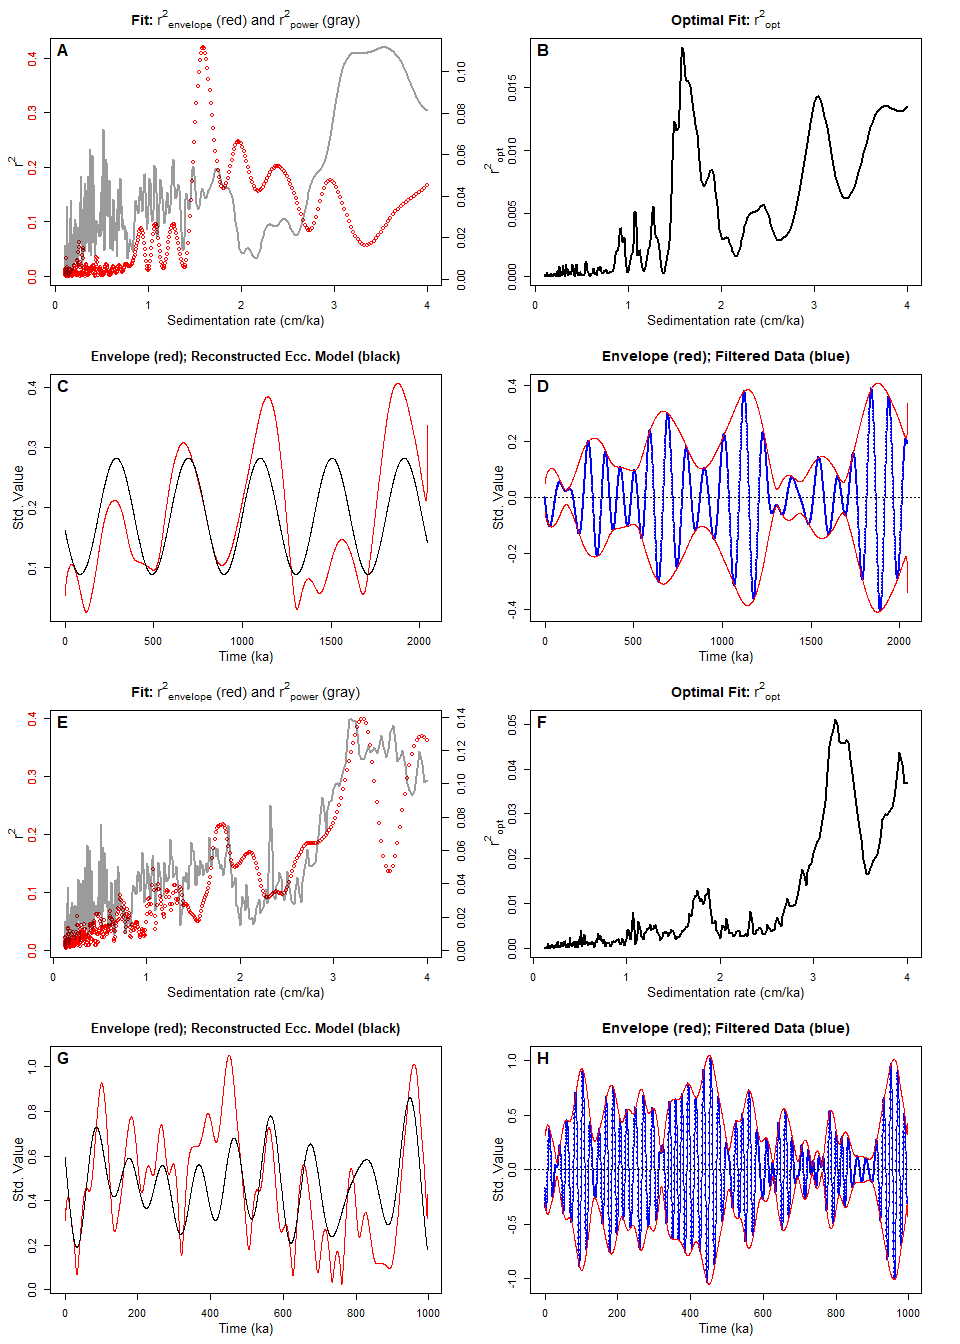 Fit: r²envelope (red) and r²power (gray)
A
0.4
0.3
0.2
0.1
0.0
r²
0.10
0.08
0.06
0.04
0.02
0.00
0 1 2 3 4
Sedimentation rate (cm/ka)
Optimal Fit: r²opt
B
0.015
0.010
0.005
0.000
r²opt
0 1 2 3 4
Sedimentation rate (cm/ka)
Envelope (red); Reconstructed Ecc. Model (black)
C
0.4
0.3
0.2
0.1
Std. Value
0 500 1000 1500 2000
Time (ka)
Envelope (red); Filtered Data (blue)
D
0.4
0.2
0.0
-0.2
-0.4
Std. Value
0 500 1000 1500 2000
Time (ka)
Fit: r²envelope (red) and r²power (gray)
E
0.4
0.3
0.2
0.1
0.0
r²
0.14
0.12
0.10
0.08
0.06
0.04
0.02
0.00
0 1 2 3 4
Sedimentation rate (cm/ka)
Optimal Fit: r²opt
F
0.05
0.04
0.03
0.02
0.01
0.00
r²opt
0 1 2 3 4
Sedimentation rate (cm/ka)
Envelope (red); Reconstructed Ecc. Model (black)
G
1.0
0.8
0.6
0.4
0.2
0.0
Std. Value
0 200 400 600 800 1000
Time (ka)
Envelope (red); Filtered Data (blue)
H
1.0
0.5
0.0
-0.5
-1.0
Std. Value
0 200 400 600 800 1000
Time (ka)